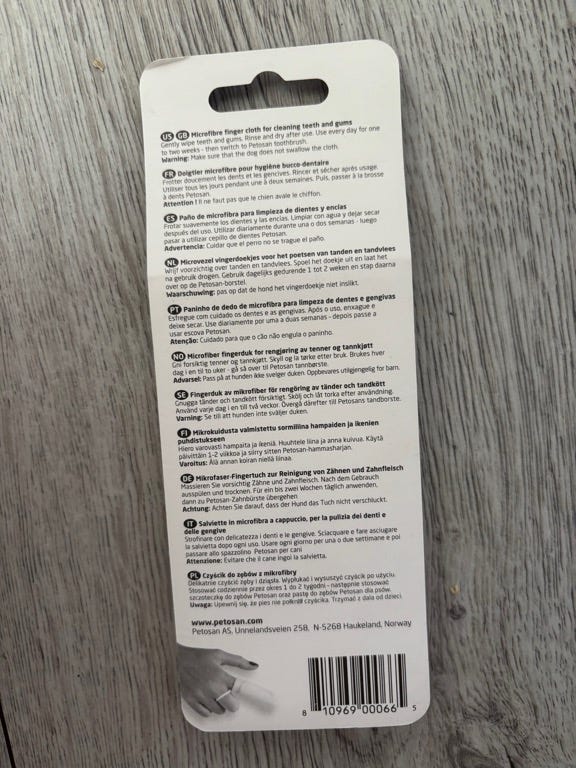 US GB Microfibre finger cloth for cleaning teeth and gums
Gently wipe teeth and gums. Rinse and dry after use. Use every day for one
to two weeks - then switch to Petosan toothbrush.
Warning: Make sure that the dog does not swallow the cloth.
FR Doigtier microfibre pour hygiène bucco-dentaire
Frotter doucement les dents et les gencives. Rincer et sécher après usage.
Utiliser tous les jours pendant une à deux semaines. Puis, passer à la brosse
à dents Petosan.
Attention ! Il ne faut pas que le chien avale le chiffon.
ES Paño de microfibra para limpieza de dientes y encías
Frotar suavemente los dientes y las encías. Limpiar con agua y dejar secar
después del uso. Utilizar diariamente durante una o dos semanas - luego
pasar a utilizar cepillo de dientes Petosan.
Advertencia: Cuidar que el perro no se trague el paño.
NL Microvezel vingerdoekjes voor het poetsen van tanden en tandvlees
Wrijf voorzichtig over tanden en tandvlees. Spoel het doekje uit en laat het
na gebruik drogen. Gebruik dagelijks gedurende 1 tot 2 weken en stap daarna
over op de Petosan-borstel.
Waarschuwing: pas op dat de hond het vingerdoekje niet inslikt.
PT Paninho de dedo de microfibra para limpeza de dentes e gengivas
Esfregue com cuidado os dentes e as gengivas. Após o uso, enxague e
deixe secar. Use diariamente por uma a duas semanas - depois passe a
usar escova Petosan.
Atenção: Cuidado para que o cão não engula o paninho.
NO Microfiber fingerduk for rengjøring av tenner og tannkjøtt
Gni forsiktig tenner og tannkjøtt. Skyll og la tørke etter bruk. Brukes hver
dag i en til to uker - gå så over til Petosan tannbørste.
Advarsel: Pass på at hunden ikke svelger duken. Oppbevares utilgjengelig for barn.
SE Fingerduk av mikrofiber för rengöring av tänder och tandkött
Gnugga tänder och tandkött försiktigt. Skölj och låt torka efter användning.
Använd varje dag i en till två veckor. Övergå därefter till Petosans tandborste.
Varning: Se till att hunden inte sväljer duken.
FI Mikrokuidusta valmistettu sormiliina hampaiden ja ikenien
puhdistukseen
Hiero varovasti hampaita ja ikeniä. Huuhtele liina ja anna kuivua. Käytä
päivittäin 1-2 viikkoa ja siirry sitten Petosan-hammasharjan.
Varoitus: Älä annan koiran niellä liinaa.
DE Mikrofaser-Fingertuch zur Reinigung von Zähnen und Zahnfleisch
Massieren Sie vorsichtig Zähne und Zahnfleisch. Nach dem Gebrauch
ausspülen und trocknen. Für ein bis zwei Wochen täglich anwenden,
dann zu Petosan-Zahnbürste übergehen
Achtung: Achten Sie darauf, dass der Hund das Tuch nicht verschluckt.
IT Salviette in microfibra a cappuccio, per la pulizia dei denti e
delle gengive
Strofinare con delicatezza i denti e le gengive. Sciacquare e fare asciugare
la salvietta dopo ogni uso. Usare ogni giorno per una o due settimane e poi
passare allo spazzolino Petosan per cani
Attenzione: Evitare che il cane ingoi la salvietta.
PL Czyścik do zębów z mikrofibry
Delikatnie czyścić zęby i dziąsła. Wypłukać i wysuszyć czyścik po użyciu.
Stosować codziennie przez okres 1 do 2 tygodni - następnie stosować
szczoteczkę do zębów Petosan oraz pastę do zębów Petosan dla psów.
Uwaga: Upewnij się, że pies nie połknął czyścika. Trzymać z dala od dzieci.
www.petosan.com
Petosan AS, Unnelandsveien 258, N-5268 Haukeland, Norway
8 10969 00066 5